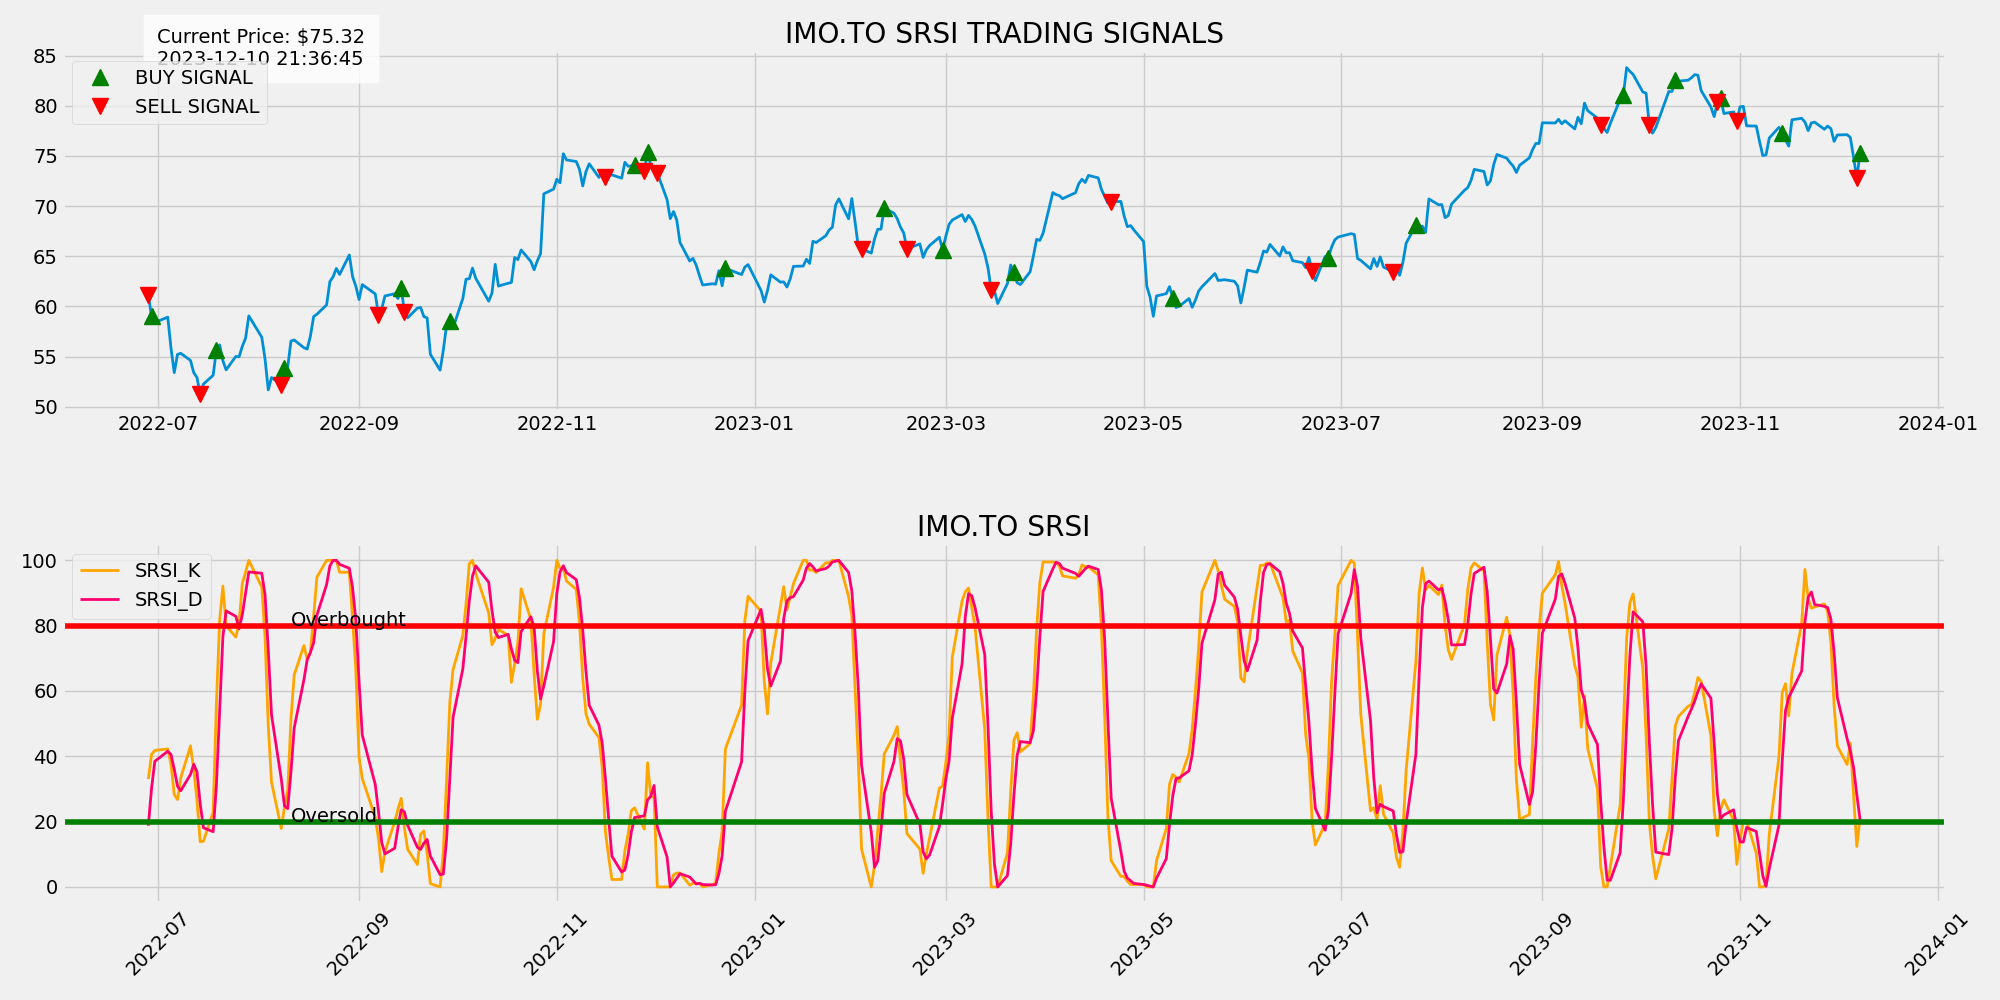 IMO.TO SRSI TRADING SIGNALS
Current Price: $75.32
2023-12-10 21:36:45
BUY SIGNAL
SELL SIGNAL
85
80
75
70
65
60
55
50
2022-07 2022-09 2022-11 2023-01 2023-03 2023-05 2023-07 2023-09 2023-11 2024-01
IMO.TO SRSI
SRSI_K
SRSI_D
100
80
60
40
20
0
Overbought
Oversold
2022-07 2022-09 2022-11 2023-01 2023-03 2023-05 2023-07 2023-09 2023-11 2024-01